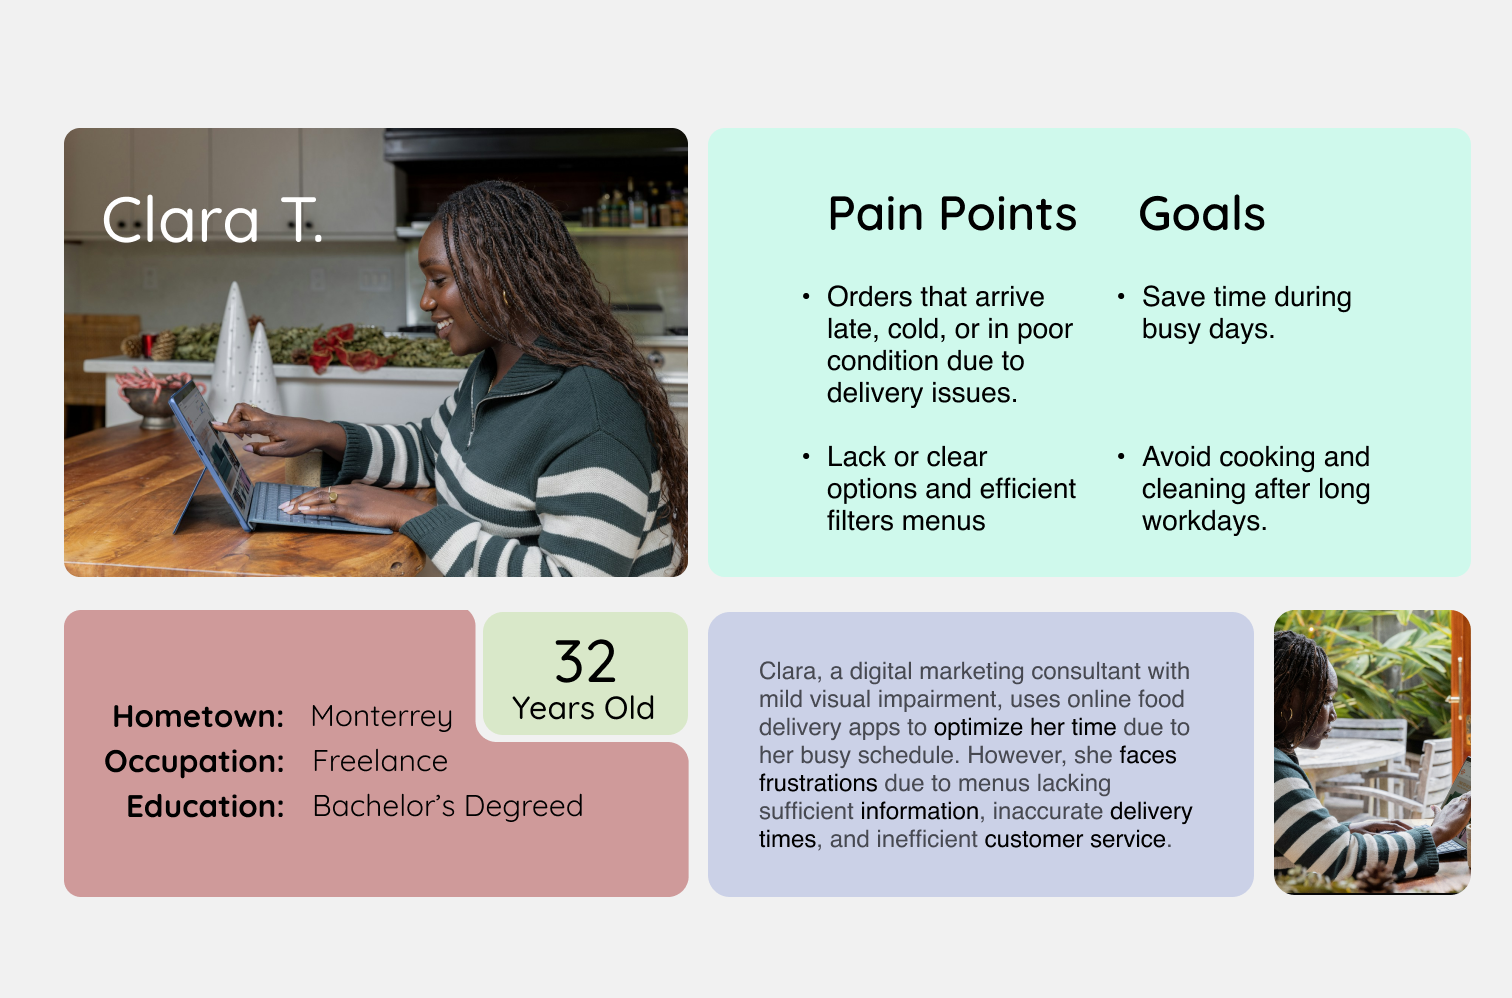 Clara T.
Pain Points
Orders that arrive
late, cold, or in poor
condition due to
delivery issues.
Lack or clear
options and efficient
filters menus
Goals
Save time during
busy days.
Avoid cooking and
cleaning after long
workdays.
32
Years Old
Hometown: Monterrey
Occupation: Freelance
Education: Bachelor’s Degreed
Clara, a digital marketing consultant with
mild visual impairment, uses online food
delivery apps to optimize her time due to
her busy schedule. However, she faces
frustrations due to menus lacking
sufficient information, inaccurate delivery
times, and inefficient customer service.